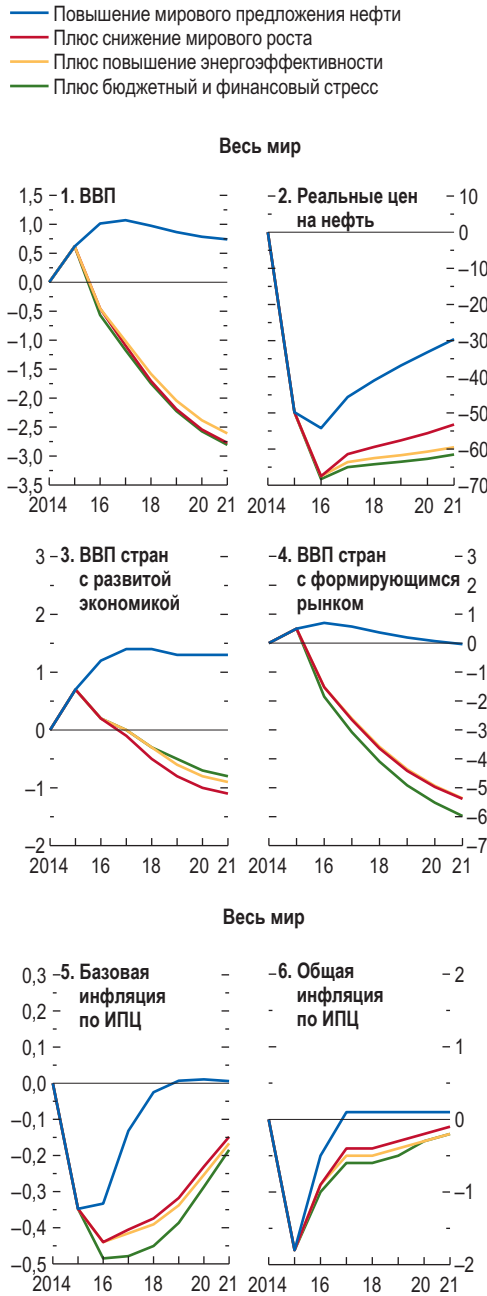 Повышение мирового предложения нефти
Плюс снижение мирового роста
Плюс повышение энергоэффективности
Плюс бюджетный и финансовый стресс
Весь мир
1. ВВП
1,5
1,0
0,5
0,0
–0,5
–1,0
–1,5
–2,0
–2,5
–3,0
–3,5
2014 16 18 20 21
2. Реальные цен
на нефть
10
0
–10
–20
–30
–40
–50
–60
–70
2014 16 18 20 21
3. ВВП стран
с развитой
экономикой
3
2
1
0
–1
–2
2014 16 18 20 21
4. ВВП стран
с формирующимся
рынком
3
2
1
0
–1
–2
–3
–4
–5
–6
–7
2014 16 18 20 21
Весь мир
5. Базовая
инфляция
по ИПЦ
0,3
0,2
0,1
0,0
–0,1
–0,2
–0,3
–0,4
–0,5
2014 16 18 20 21
6. Общая
инфляция
по ИПЦ
2
1
0
–1
–2
2014 16 18 20 21